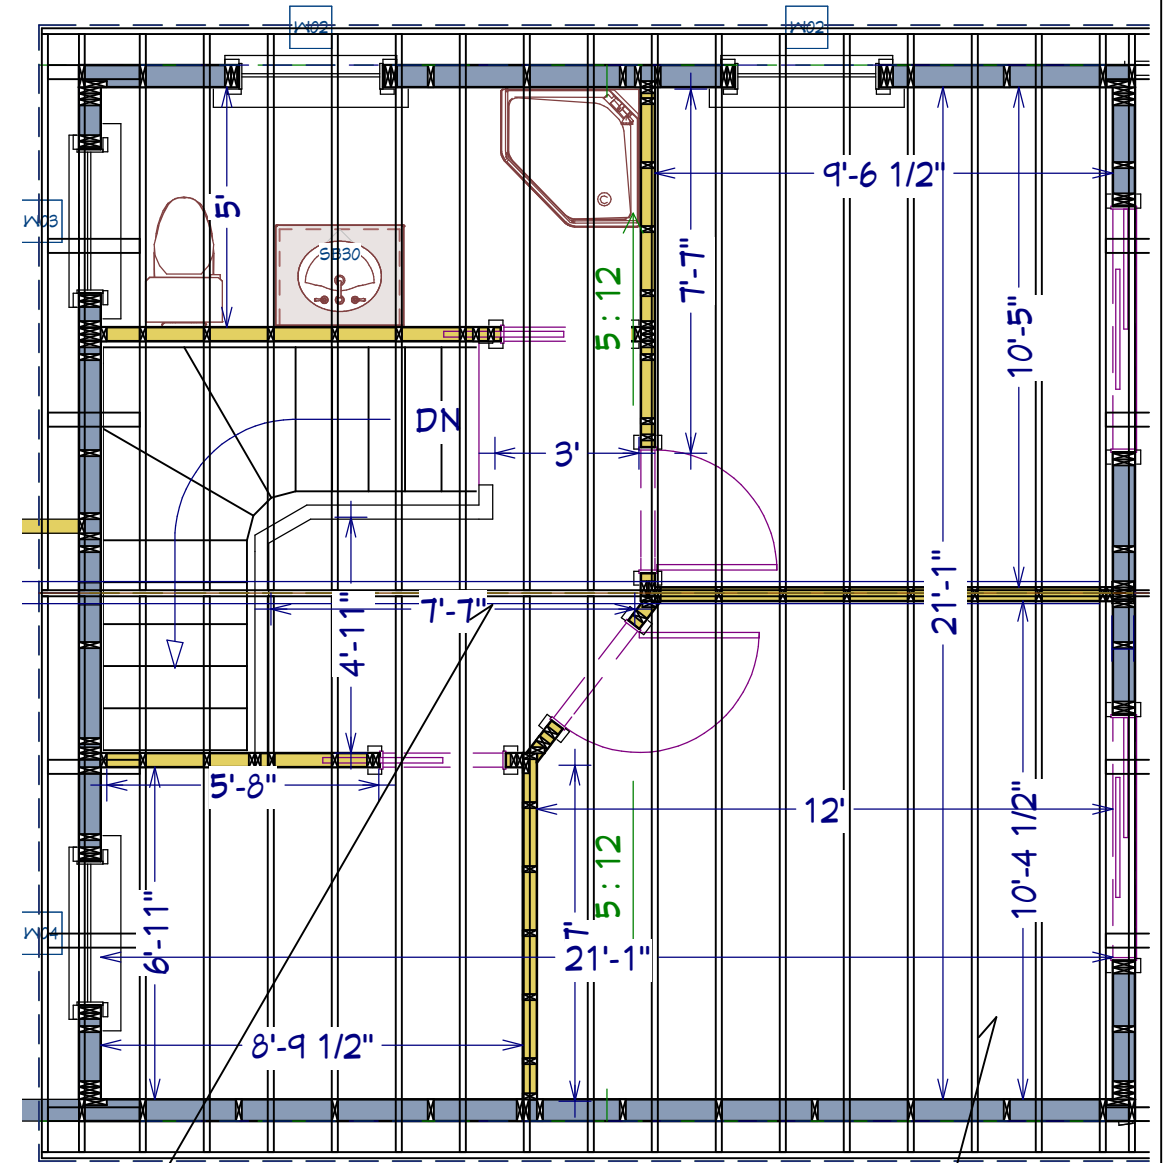 W02
W02
9'-6 1/2"
W03
5'
SB30
7'-7"
5 : 12
10'-5"
DN
3'
21'-1"
7'-7"
4'-11"
5'-8"
12'
10'-4 1/2"
5 : 12
6'-11"
7'
W04
21'-1"
8'-9 1/2"